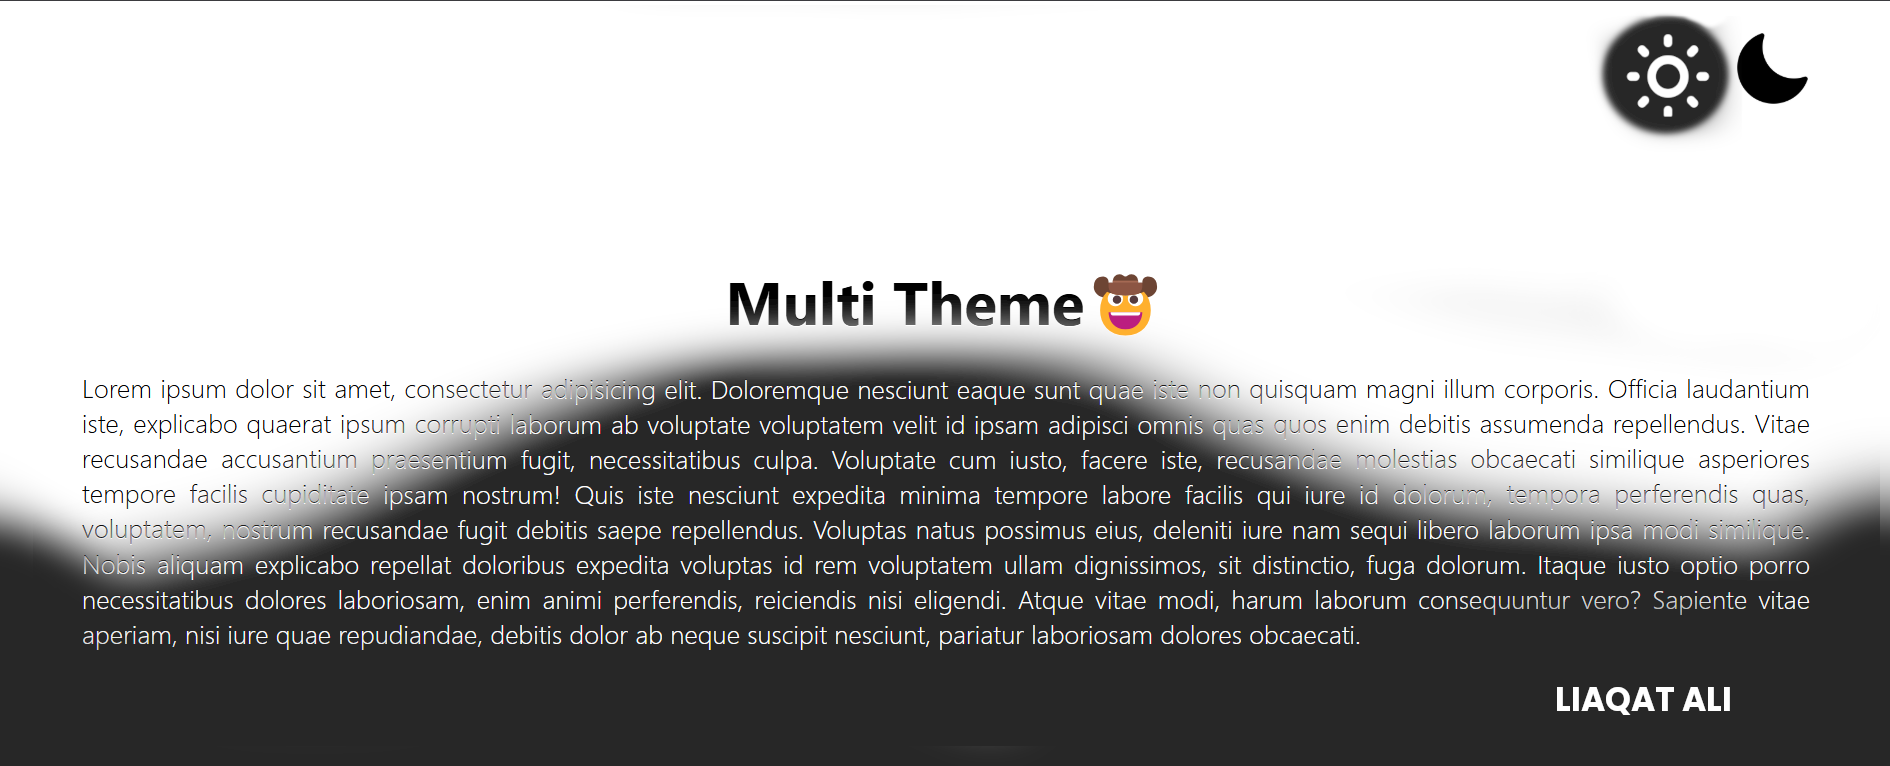 Multi Theme🤠
Lorem ipsum dolor sit amet, consectetur adipisicing elit. Doloremque nesciunt eaque sunt quae iste non quisquam magni illum corporis. Officia laudantium
iste, explicabo quaerat ipsum corrupti laborum ab voluptate voluptatem velit id ipsam adipisci omnis quas quos enim debitis assumenda repellendus. Vitae
recusandae accusantium praesentium fugit, necessitatibus culpa. Voluptate cum iusto, facere iste, recusandae molestias obcaecati similique asperiores
tempore facilis cupiditate ipsam nostrum! Quis iste nesciunt expedita minima tempore labore facilis qui iure id dolorum, tempora perferendis quas,
voluptatem, nostrum recusandae fugit debitis saepe repellendus. Voluptas natus possimus eius, deleniti iure nam sequi libero laborum ipsa modi similique.
Nobis aliquam explicabo repellat doloribus expedita voluptas id rem voluptatem ullam dignissimos, sit distinctio, fuga dolorum. Itaque iusto optio porro
necessitatibus dolores laboriosam, enim animi perferendis, reiciendis nisi eligendi. Atque vitae modi, harum laborum consequuntur vero? Sapiente vitae
aperiam, nisi iure quae repudiandae, debitis dolor ab neque suscipit nesciunt, pariatur laboriosam dolores obcaecati.
LIAQAT ALI